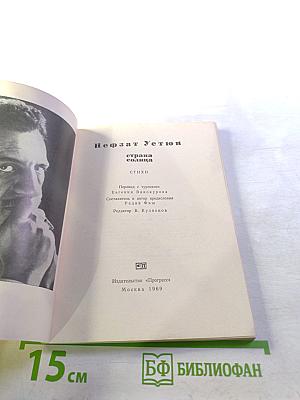 Нефзат Устюн
страна
солнца
СТИХИ
Перевод с турецкого
Евгения Винокурова
Составитель и автор предисловия
Радий Фиш
Редактор В. Кузнецов
Издательство «Прогресс»
Москва 1969
15 см
БФ БИБЛИОФАН